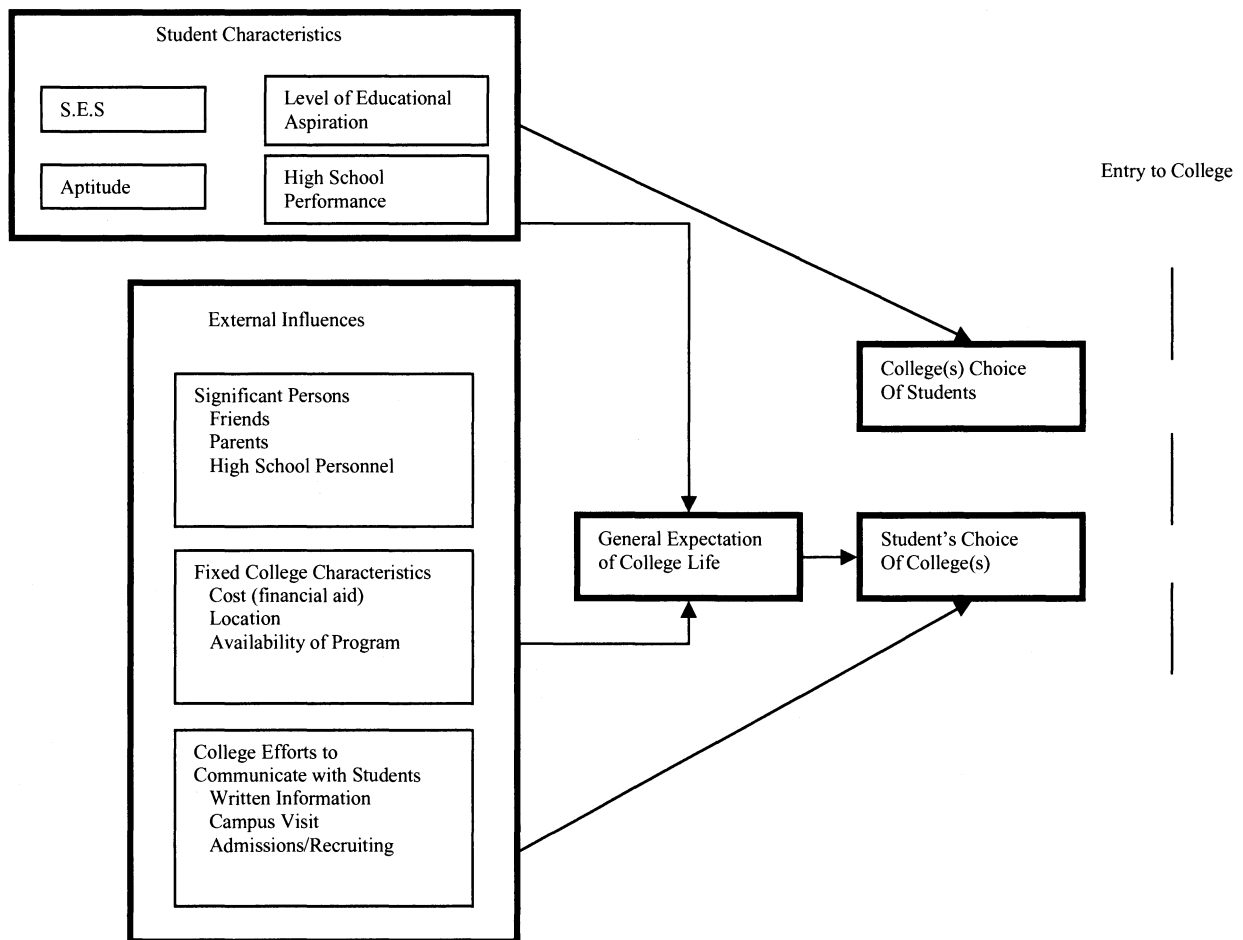 Student Characteristics
S.E.S
Level of Educational
Aspiration
Aptitude
High School
Performance
Entry to College
External Influences
Significant Persons
Friends
Parents
High School Personnel
College(s) Choice
Of Students
General Expectation
of College Life
Student's Choice
Of College(s)
Fixed College Characteristics
Cost (financial aid)
Location
Availability of Program
College Efforts to
Communicate with Students
Written Information
Campus Visit
Admissions/Recruiting